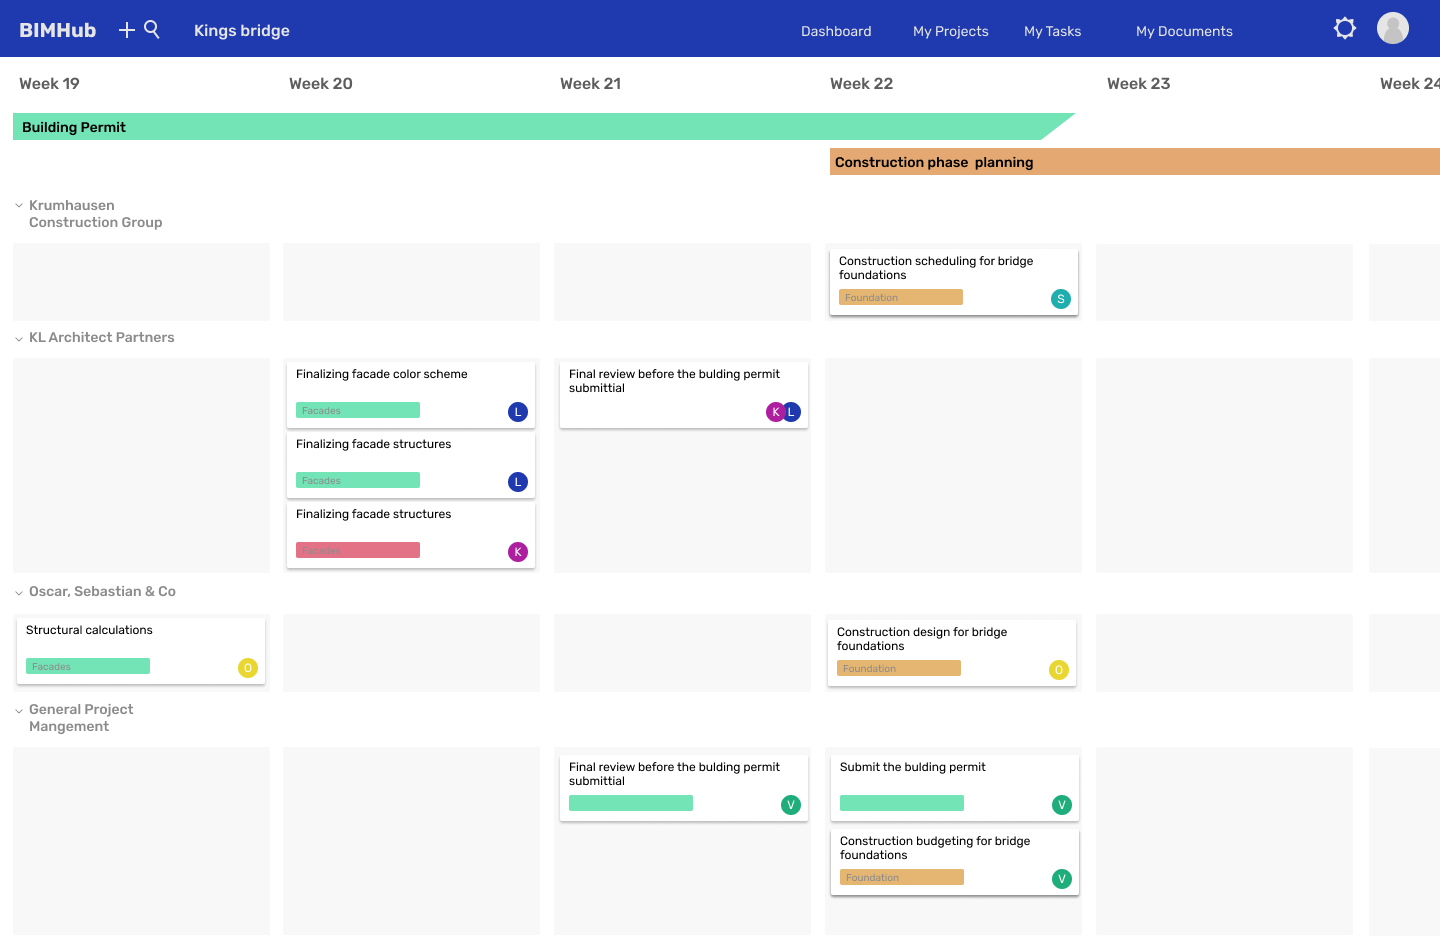 BIMHub
Kings bridge
Dashboard
My Projects
My Tasks
My Documents
Week 19
Week 20
Week 21
Week 22
Week 23
Week 24
Building Permit
Construction phase planning
Krumhausen
Construction Group
Construction scheduling for bridge
foundations
Foundation
S
KL Architect Partners
Finalizing facade color scheme
Facades
L
Finalizing facade structures
Facades
L
Finalizing facade structures
Facades
K
Final review before the bulding permit
submittial
K
L
Oscar, Sebastian & Co
Structural calculations
Facades
O
Construction design for bridge
foundations
Foundation
O
General Project
Mangement
Final review before the bulding permit
submittial
V
Submit the bulding permit
V
Construction budgeting for bridge
foundations
Foundation
V